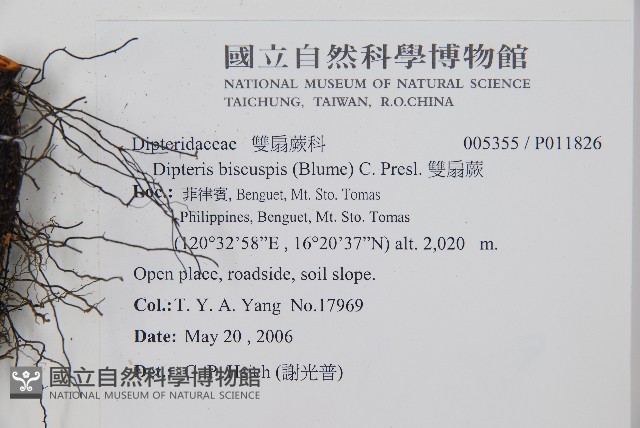 國立自然科學博物館
NATIONAL MUSEUM OF NATURAL SCIENCE
TAICHUNG, TAIWAN, R.O.CHINA
Dipteridaceae 雙扇蕨科 005355 / P011826
Dipteris biscuspis (Blume) C. Presl. 雙扇蕨
Loc.: 菲律賓, Benguet, Mt. Sto. Tomas
Philippines, Benguet, Mt. Sto. Tomas
(120°32’58”E , 16°20’37”N) alt. 2,020 m.
Open place, roadside, soil slope.
Col.: T. Y. A. Yang No.17969
Date: May 20 , 2006
Det.: G. P. Hsieh (謝光普)
國立自然科學博物館
NATIONAL MUSEUM OF NATURAL SCIENCE